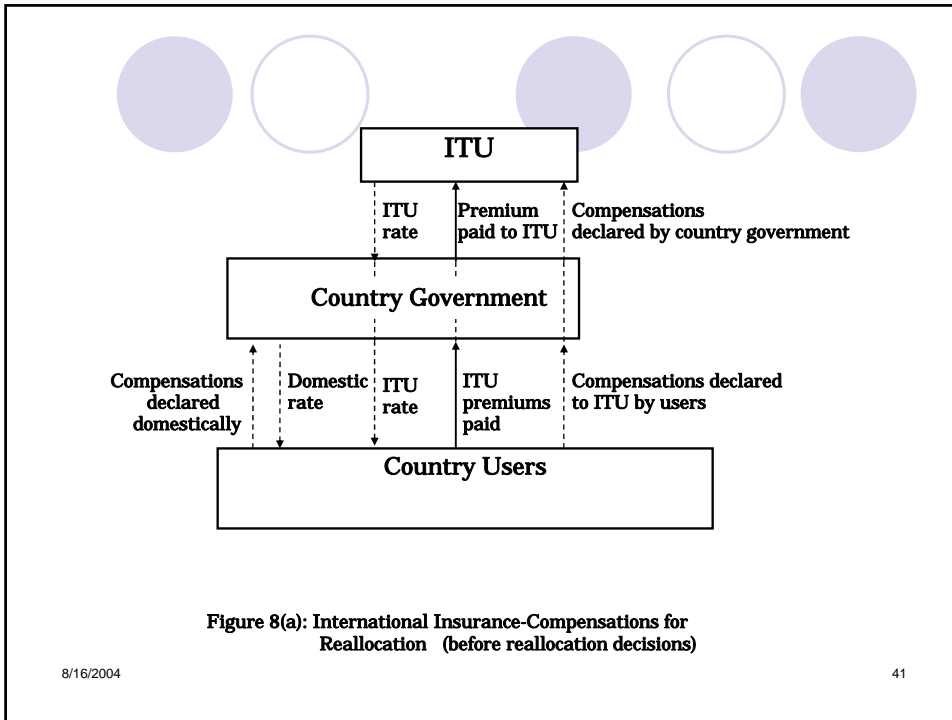 ITU
ITU
rate
Premium
paid to ITU
Compensations
declared by country government
Country Government
Compensations
declared
domestically
Domestic
rate
ITU
rate
ITU
premiums
paid
Compensations declared
to ITU by users
Country Users
Figure 8(a): International Insurance-Compensations for
Reallocation (before reallocation decisions)
8/16/2004
41